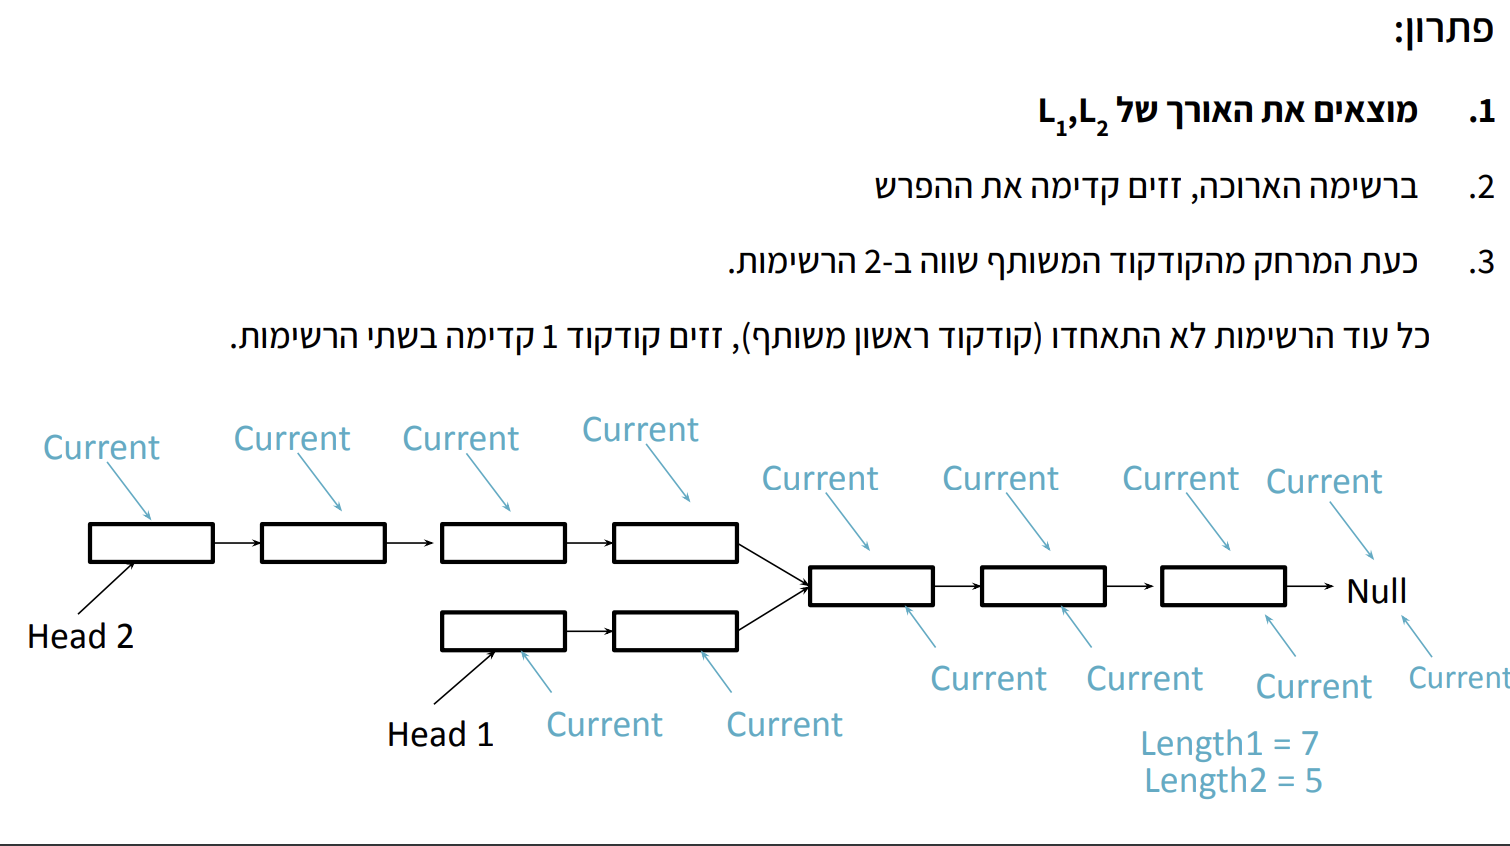 פתרון:
1. מוצאים את האורך של L1,L2
2. ברשימה הארוכה, זזים קדימה את ההפרש
3. כעת המרחק מהקודקוד המשותף שווה ב-2 הרשימות.
כל עוד הרשימות לא התאחדו (קודקוד ראשון משותף), זזים קודקוד 1 קדימה בשתי הרשימות.
Current Current Current Current
Current Current Current Current
Null
Head 2
Current Current Current Current
Head 1 Current Current
Length1 = 7
Length2 = 5